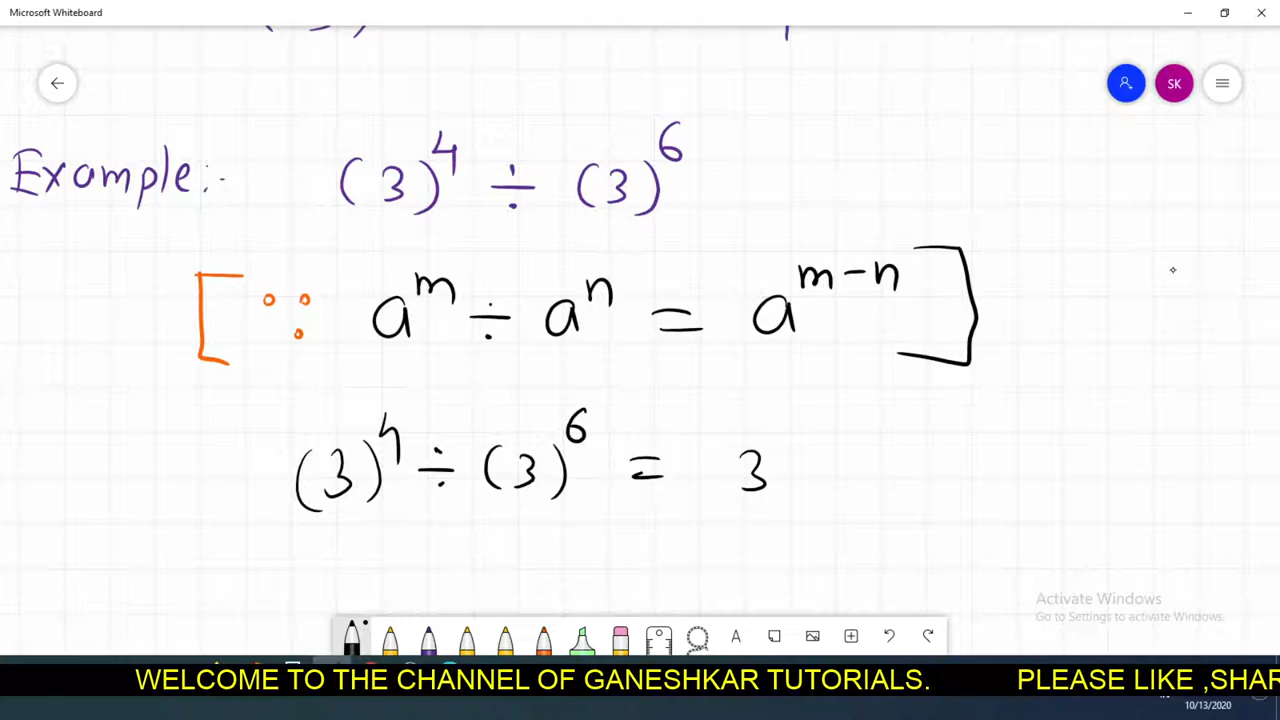 Microsoft Whiteboard
SK
Example:-
(3)^4 ÷ (3)^6
[ ∵ a^m ÷ a^n = a^{m-n} ]
(3)^4 ÷ (3)^6 = 3
Activate Windows
Go to Settings to activate Windows.
WELCOME TO THE CHANNEL OF GANESHKAR TUTORIALS. PLEASE LIKE ,SHAR
10/13/2020